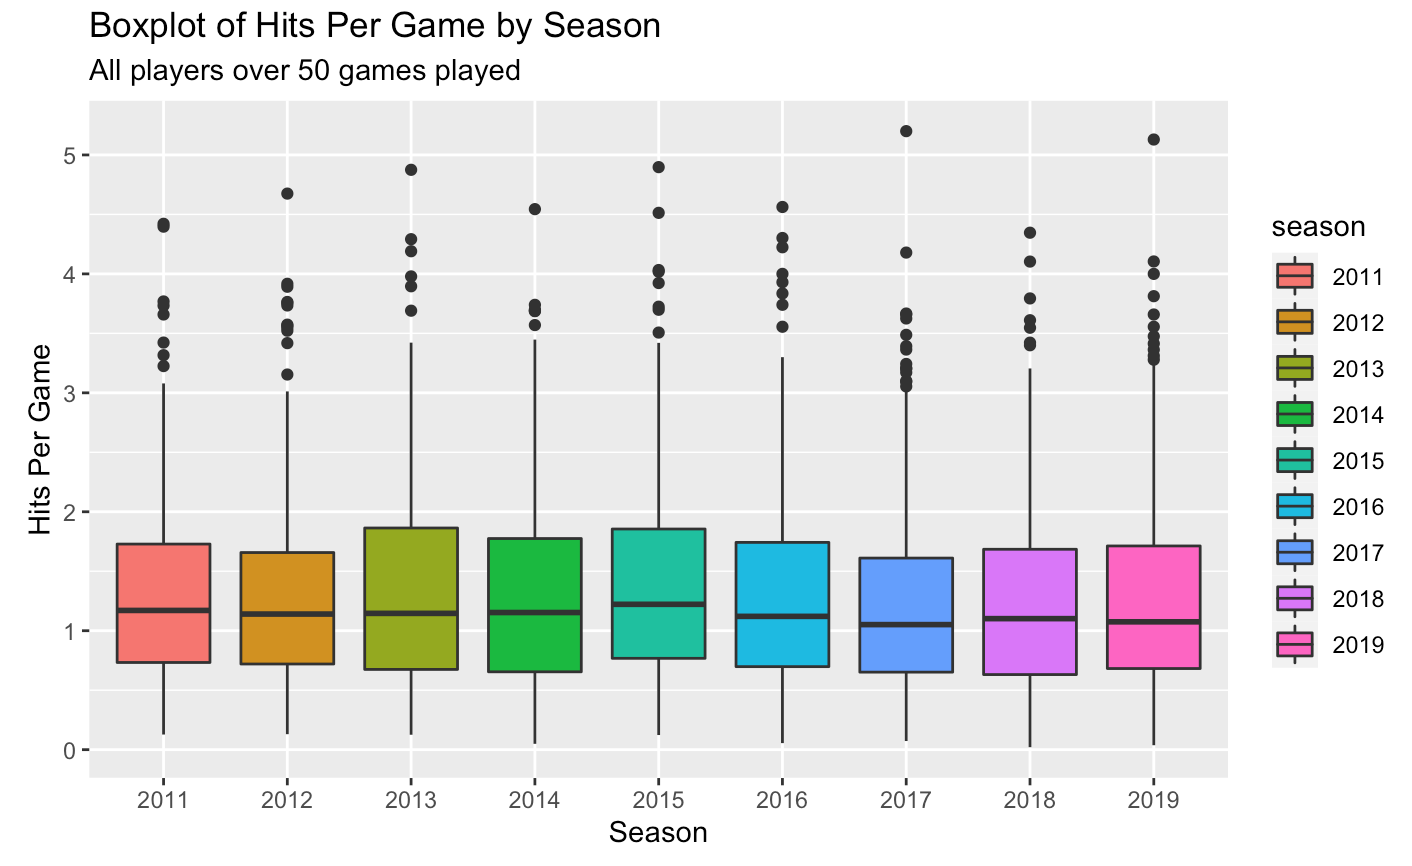 Boxplot of Hits Per Game by Season
All players over 50 games played
5
4
3
2
1
0
Hits Per Game
2011 2012 2013 2014 2015 2016 2017 2018 2019
Season
season
2011
2012
2013
2014
2015
2016
2017
2018
2019